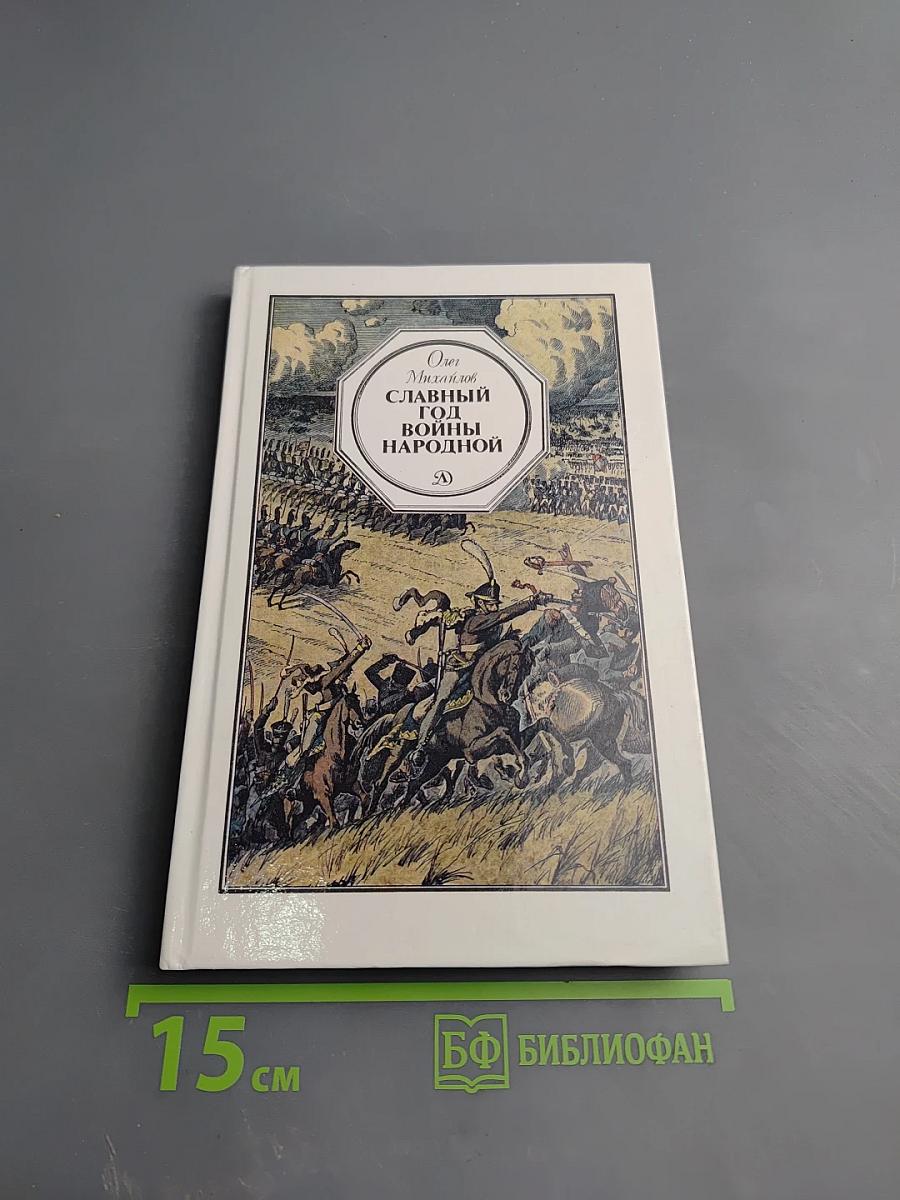 Олег
Михайлов
СЛАВНЫЙ
ГОД
ВОЙНЫ
НАРОДНОЙ
Д
15 см
БФ БИБЛИОФАН